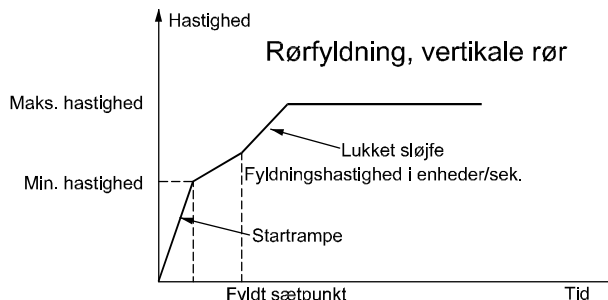 Hastighed
Rørfyldning, vertikale rør
Maks. hastighed
Lukket sløjfe
Fyldningshastighed i enheder/sek.
Min. hastighed
Startrampe
Fyldt sætpunkt
Tid